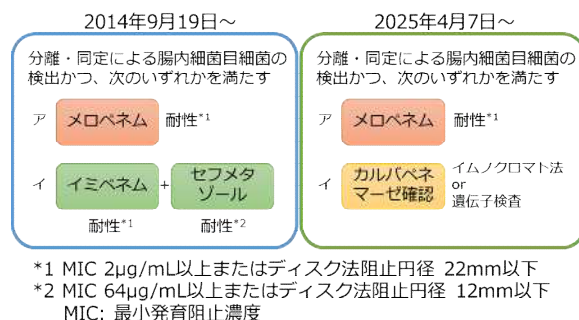 2014年9月19日～
分離・同定による腸内細菌目細菌の
検出かつ、次のいずれかを満たす
ア メロペネム 耐性*1
イ イミペネム + セフメタ
ゾール
耐性*1 耐性*2
2025年4月7日～
分離・同定による腸内細菌目細菌の
検出かつ、次のいずれかを満たす
ア メロペネム 耐性*1
イ カルバペネ
マーゼ確認
イムノクロマト法
or
遺伝子検査
*1 MIC 2μg/mL以上またはディスク法阻止円径 22mm以下
*2 MIC 64μg/mL以上またはディスク法阻止円径 12mm以下
MIC: 最小発育阻止濃度